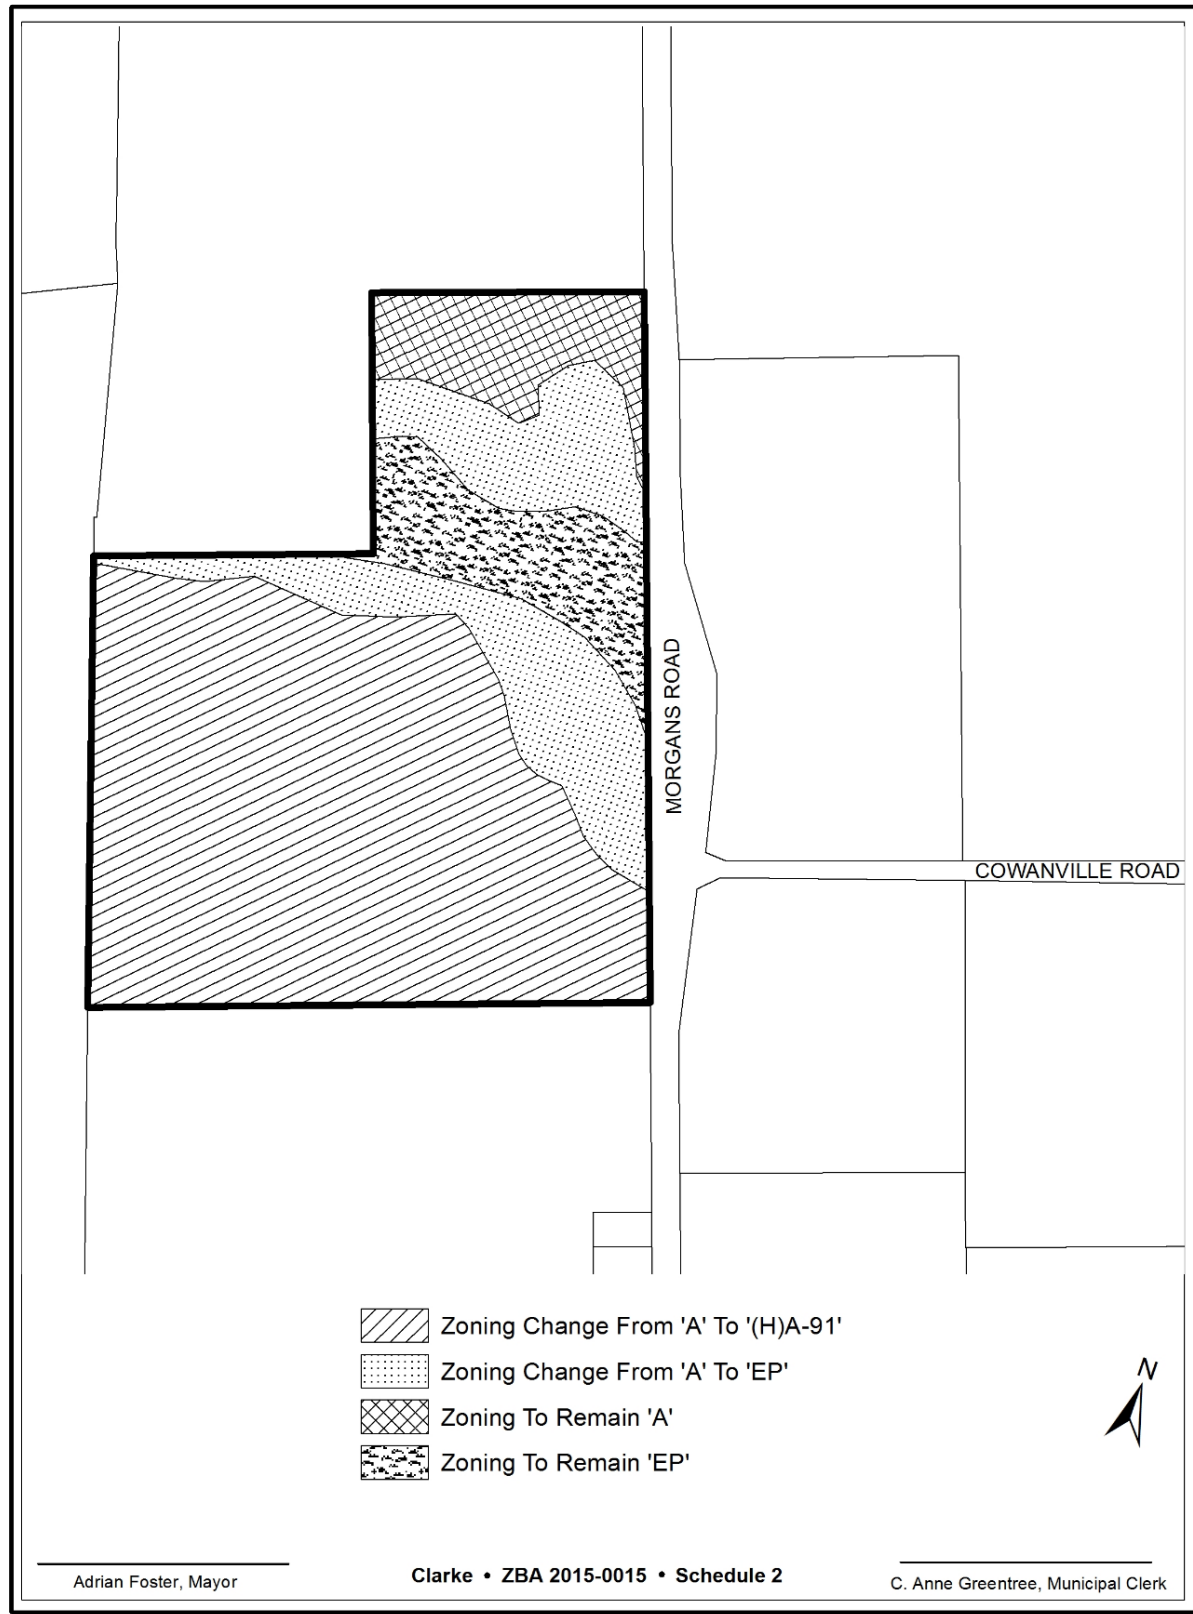 MORGANS ROAD
COWANVILLE ROAD
Zoning Change From 'A' To '(H)A-91'
Zoning Change From 'A' To 'EP'
Zoning To Remain 'A'
Zoning To Remain 'EP'
N
Adrian Foster, Mayor
Clarke • ZBA 2015-0015 • Schedule 2
C. Anne Greentree, Municipal Clerk